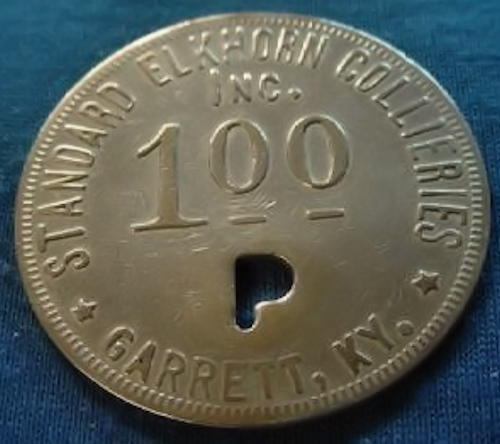 STANDARD ELKHORN COLLIERIES
INC.
100
P
GARRETT, KY.